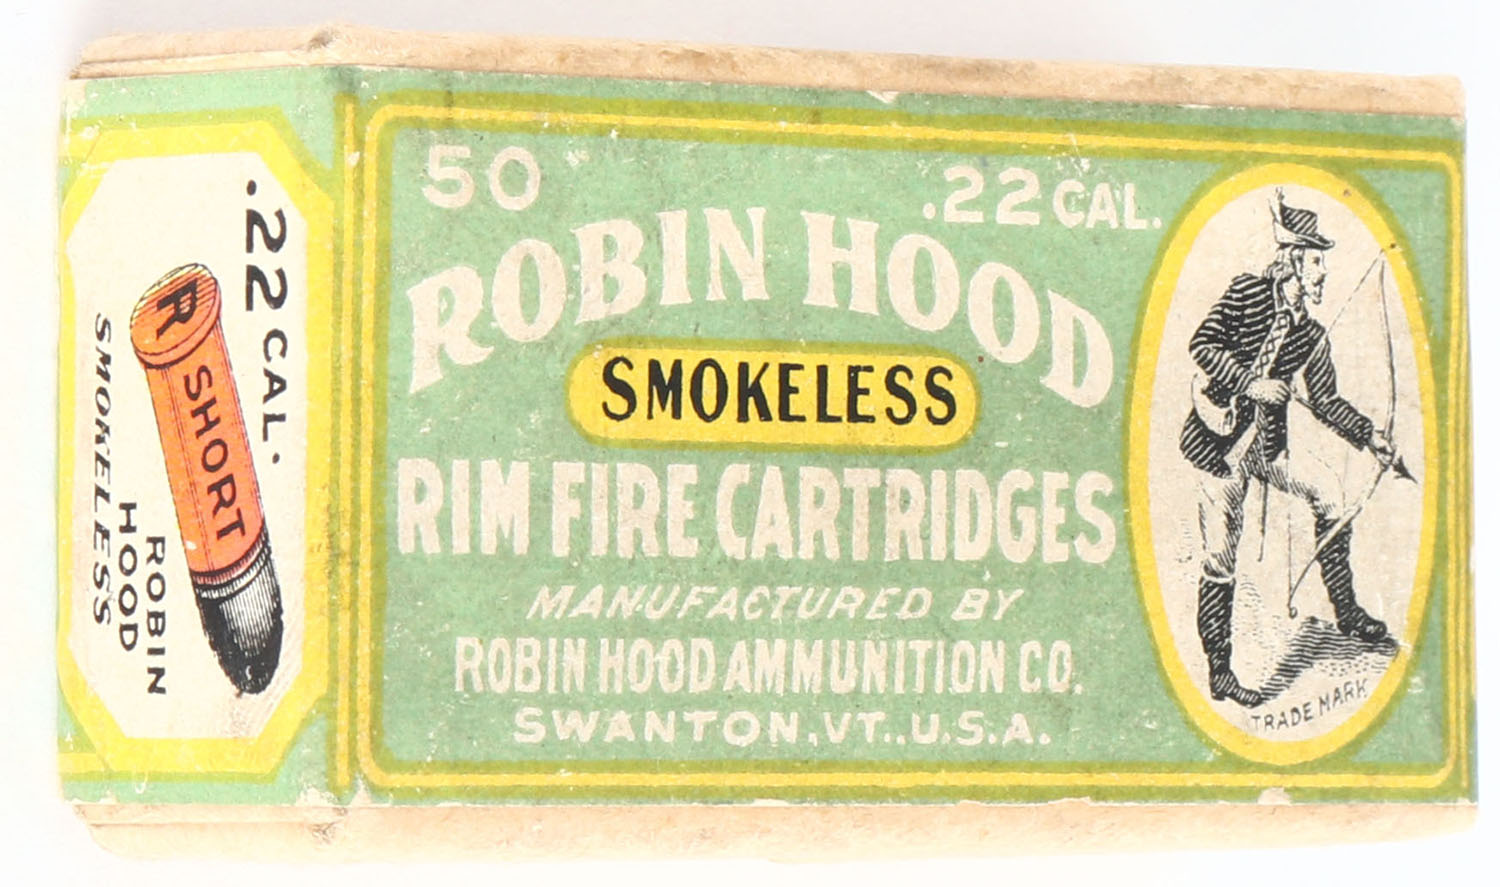 50 .22 CAL.
ROBIN HOOD
SMOKELESS
RIM FIRE CARTRIDGES
MANUFACTURED BY
ROBIN HOOD AMMUNITION CO.
SWANTON, VT., U.S.A.
TRADE MARK
.22 CAL.
R
SHORT
ROBIN
HOOD
SMOKELESS